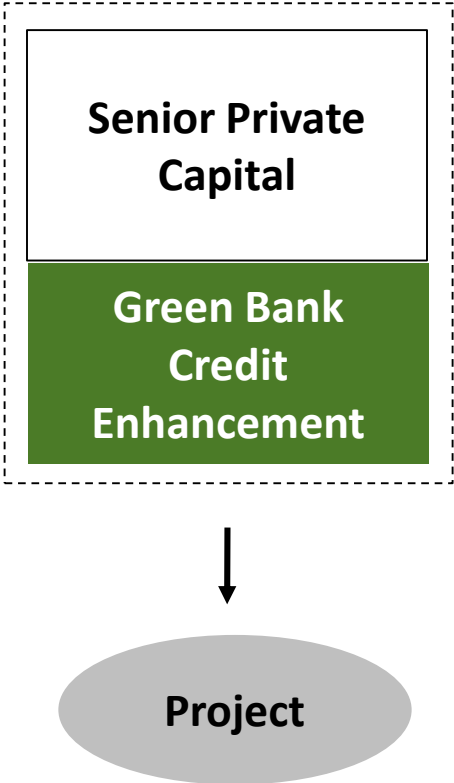 Senior Private
Capital
Green Bank
Credit
Enhancement
Project